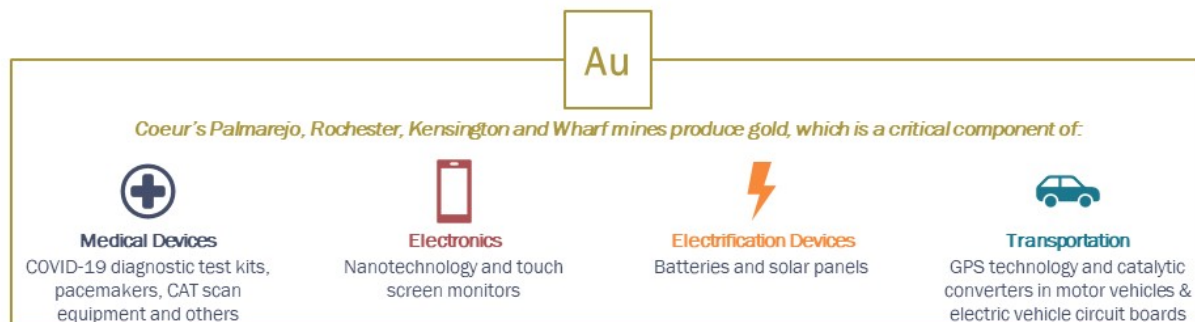 Au
Coeur's Palmarejo, Rochester, Kensington and Wharf mines produce gold, which is a critical component of:
Medical Devices
COVID-19 diagnostic test kits,
pacemakers, CAT scan
equipment and others
Electronics
Nanotechnology and touch
screen monitors
Electrification Devices
Batteries and solar panels
Transportation
GPS technology and catalytic
converters in motor vehicles &
electric vehicle circuit boards